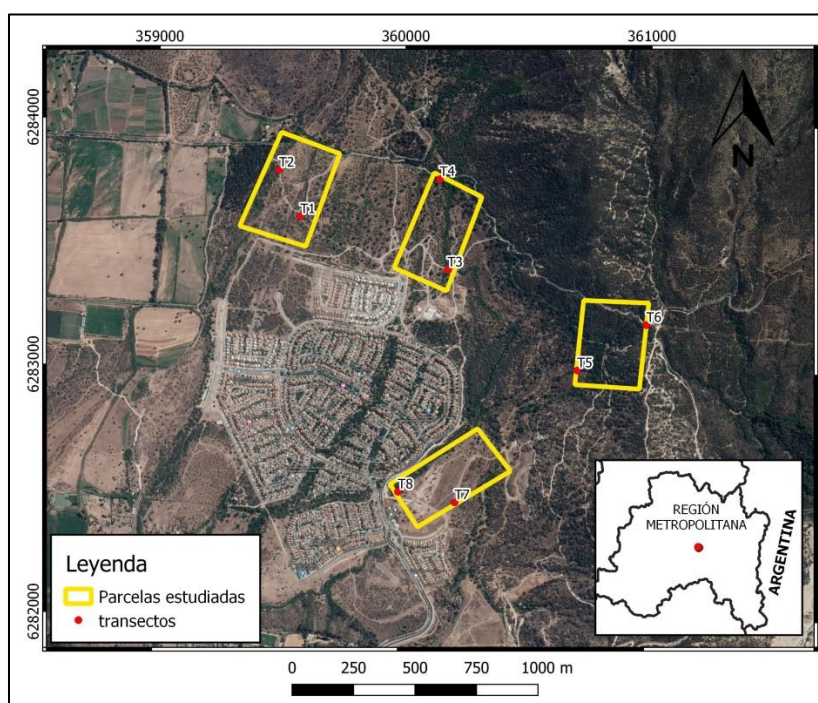 359000 360000 361000
6284000
6283000
6282000
T2
T1
T4
T3
T6
T5
T8
T7
N
Leyenda
Parcelas estudiadas
transectos
REGIÓN
METROPOLITANA
ARGENTINA
0 250 500 750 1000 m